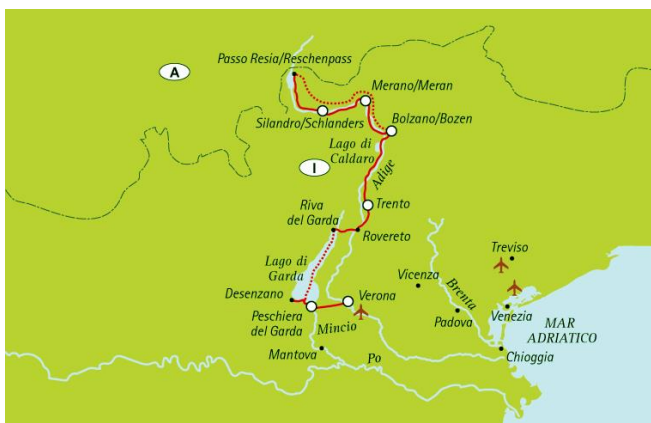 Passo Resia/Reschenpass
A
Merano/Meran
Silandro/Schlanders
Bolzano/Bozen
Lago di
Caldaro
I
Adige
Trento
Riva
del Garda
Rovereto
Treviso
Lago di
Garda
Vicenza
Brenta
Desenzano
Verona
Venezia
Peschiera
del Garda
Mincio
Padova
MAR
ADRIATICO
Mantova
Po
Chioggia